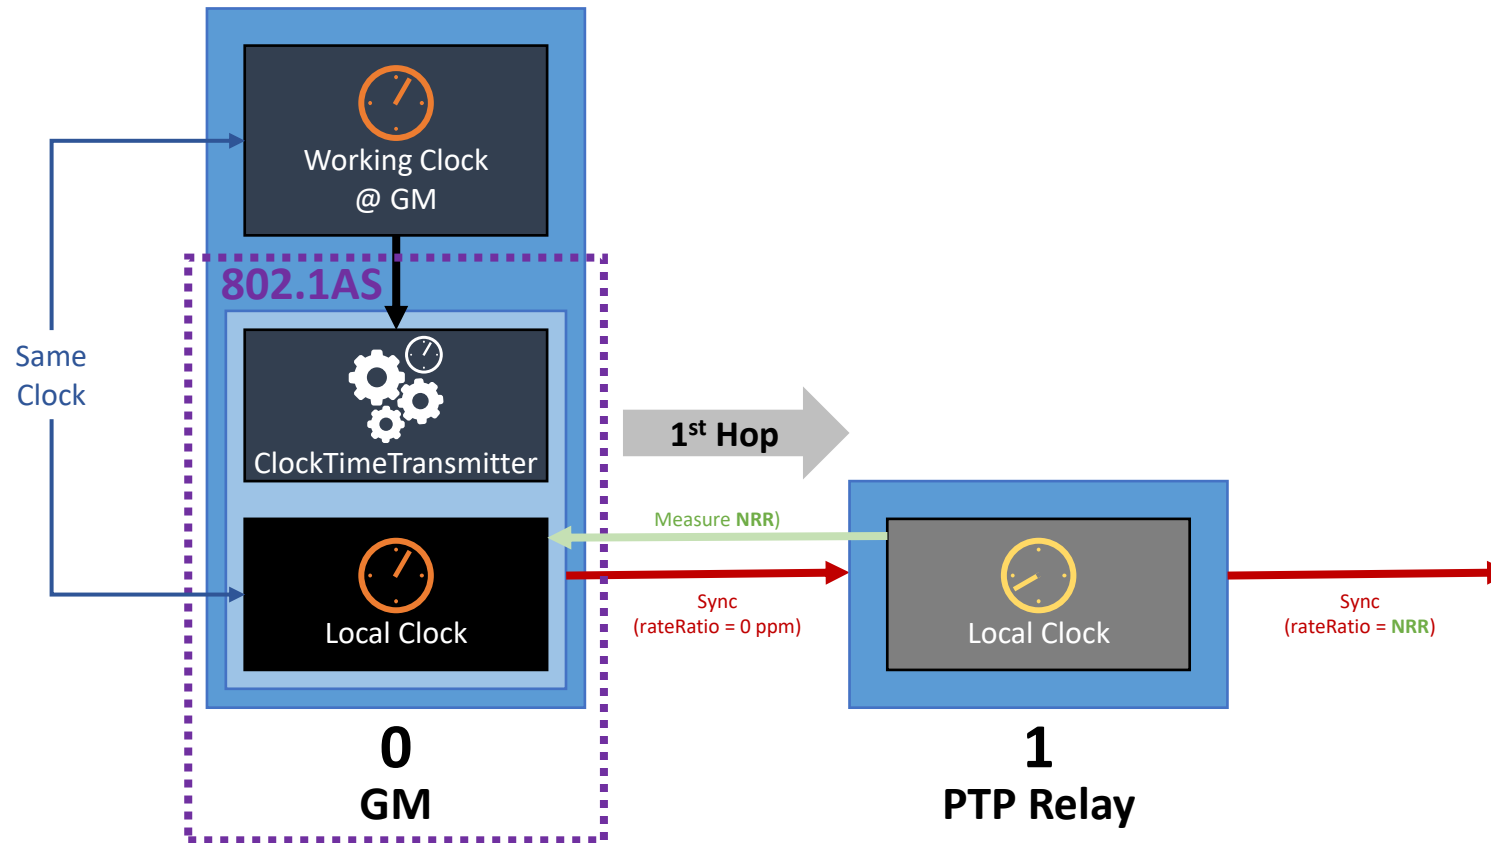 Working Clock
@ GM
802.1AS
Same
Clock
ClockTimeTransmitter
1st Hop
Measure NRR)
Local Clock
Sync
(rateRatio = 0 ppm)
Local Clock
Sync
(rateRatio = NRR)
0
GM
1
PTP Relay